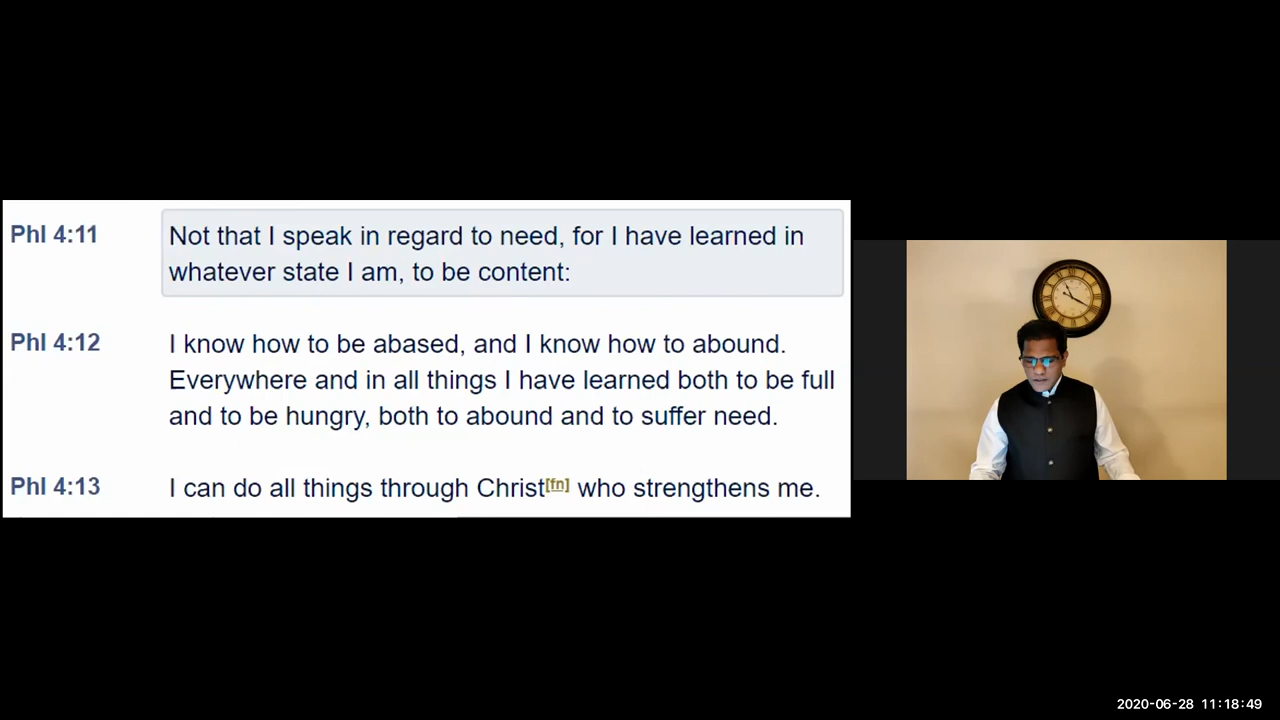 Phl 4:11
Not that I speak in regard to need, for I have learned in
whatever state I am, to be content:
Phl 4:12
I know how to be abased, and I know how to abound.
Everywhere and in all things I have learned both to be full
and to be hungry, both to abound and to suffer need.
Phl 4:13
I can do all things through Christ[fn] who strengthens me.
2020-06-28 11:18:49